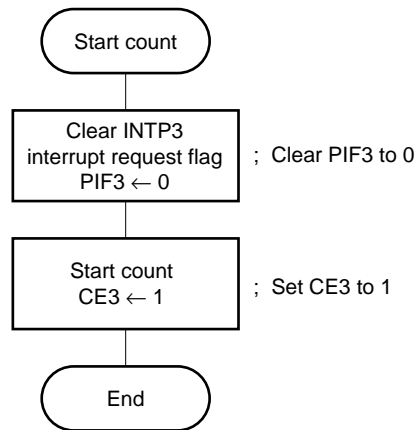 Start count
Clear INTP3
interrupt request flag
PIF3 ← 0
; Clear PIF3 to 0
Start count
CE3 ← 1
; Set CE3 to 1
End